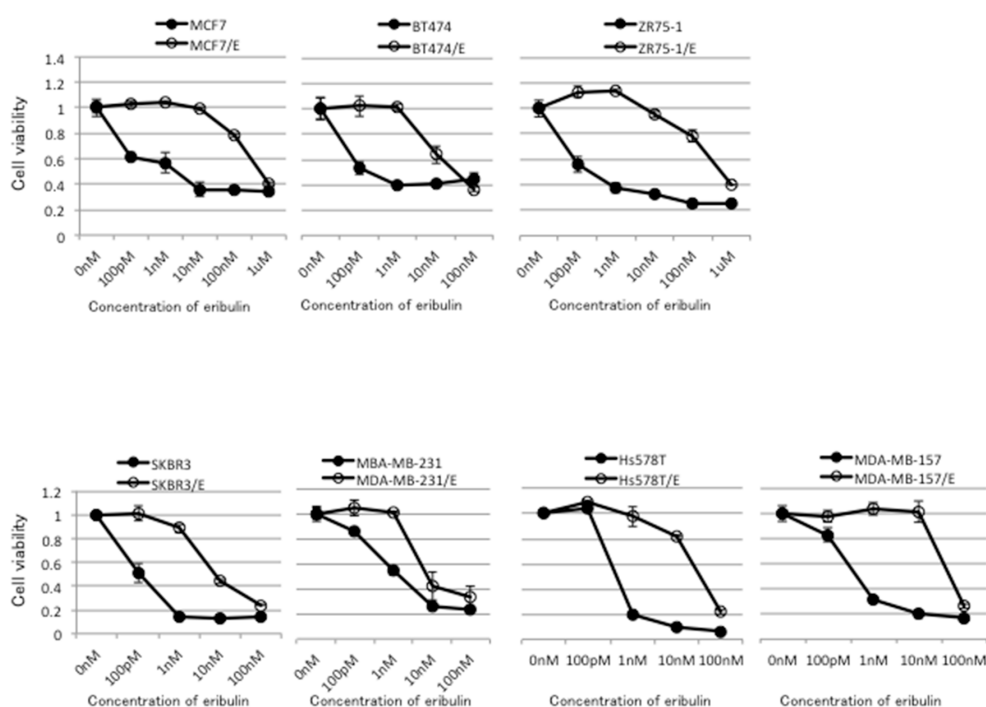 MCF7
MCF7/E
BT474
BT474/E
ZR75-1
ZR75-1/E
1.4
1.2
1
0.8
0.6
0.4
0.2
0
Cell viability
0nM 100pM 1nM 10nM 100nM 1uM
0nM 100pM 1nM 10nM 100nM
0nM 100pM 1nM 10nM 100nM 1uM
Concentration of eribulin
Concentration of eribulin
Concentration of eribulin
SKBR3
SKBR3/E
MBA-MB-231
MDA-MB-231/E
Hs578T
Hs578T/E
MDA-MB-157
MDA-MB-157/E
1.2
1
0.8
0.6
0.4
0.2
0
Cell viability
0nM 100pM 1nM 10nM 100nM
0nM 100pM 1nM 10nM 100nM
0nM 100pM 1nM 10nM 100nM
0nM 100pM 1nM 10nM 100nM
Concentration of eribulin
Concentration of eribulin
Concentration of eribulin
Concentration of eribulin